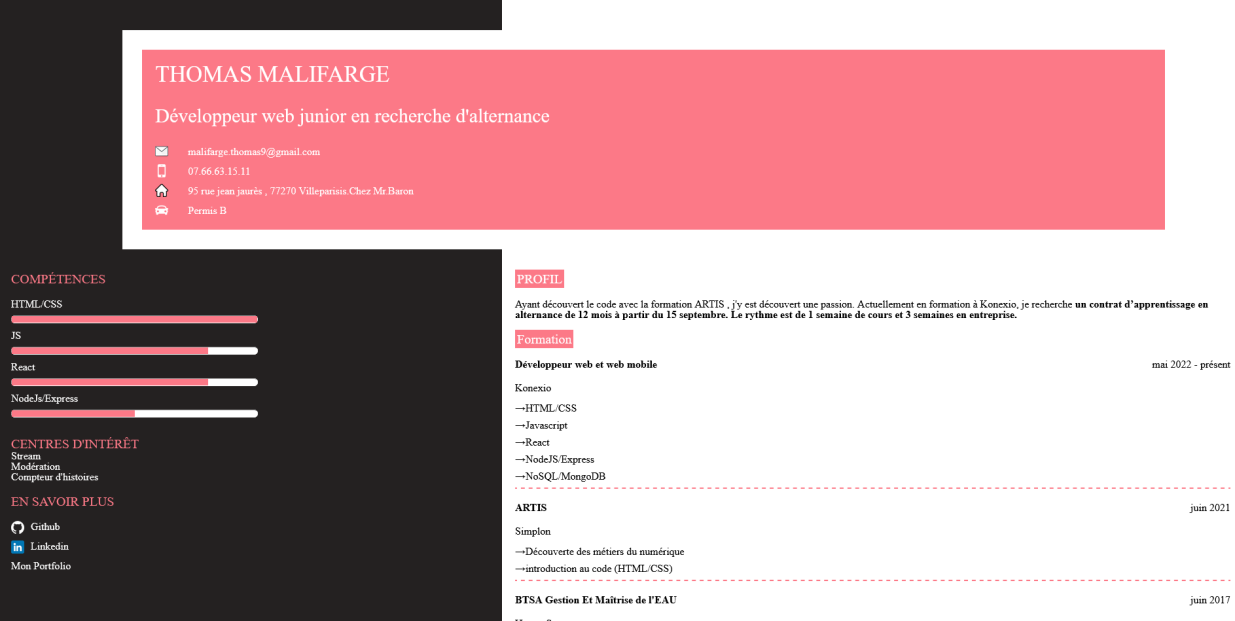 THOMAS MALIFARGE
Développeur web junior en recherche d'alternance
malifarge.thomas9@gmail.com
07.66.63.15.11
95 rue jean jaurès , 77270 Villeparisis.Chez Mr.Baron
Permis B
COMPÉTENCES
HTML/CSS
JS
React
NodeJs/Express
CENTRES D'INTÉRÊT
Stream
Modération
Compteur d'histoires
EN SAVOIR PLUS
Github
Linkedin
Mon Portfolio
PROFIL
Ayant découvert le code avec la formation ARTIS , j'y est découvert une passion. Actuellement en formation à Konexio, je recherche un contrat d’apprentissage en
alternance de 12 mois à partir du 15 septembre. Le rythme est de 1 semaine de cours et 3 semaines en entreprise.
Formation
Développeur web et web mobile mai 2022 - présent
Konexio
→HTML/CSS
→Javascript
→React
→NodeJS/Express
→NoSQL/MongoDB
ARTIS juin 2021
Simplon
→Découverte des métiers du numérique
→introduction au code (HTML/CSS)
BTSA Gestion Et Maîtrise de l'EAU juin 2017